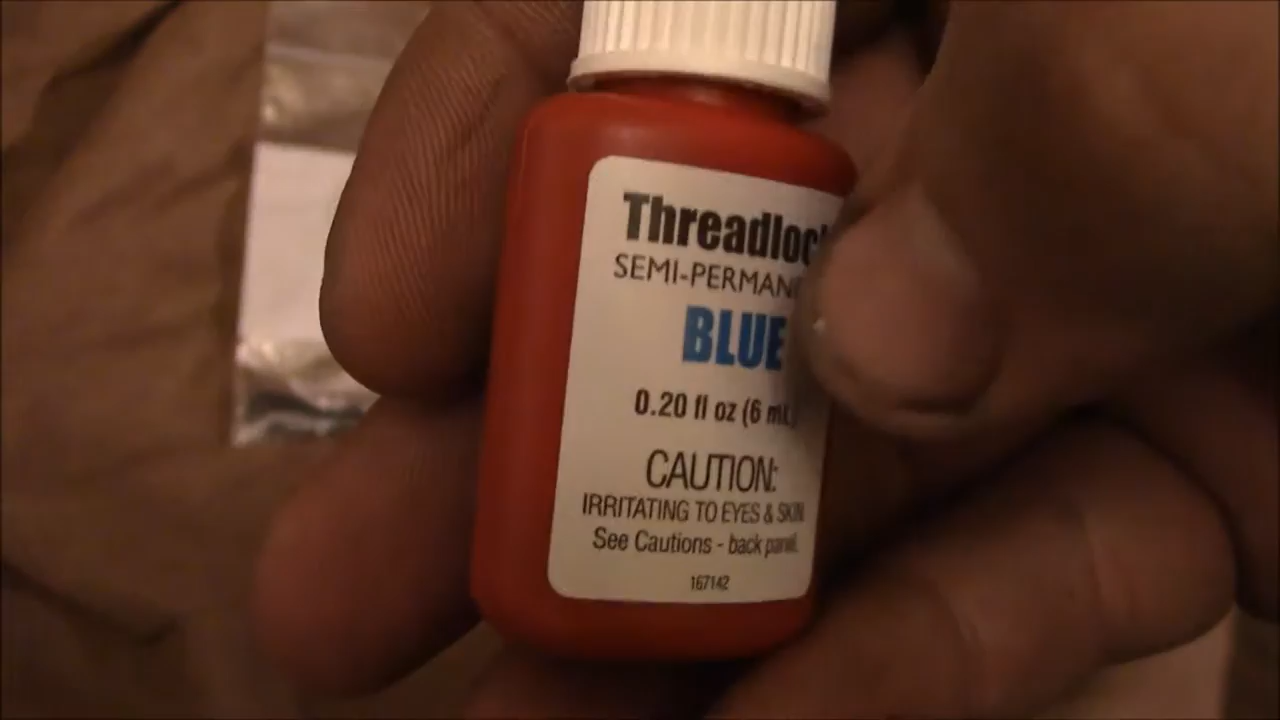 Threadloc
SEMI-PERMAN
BLUE
0.20 fl oz (6 mL)
CAUTION:
IRRITATING TO EYES & SKIN
See Cautions - back panel.
167142